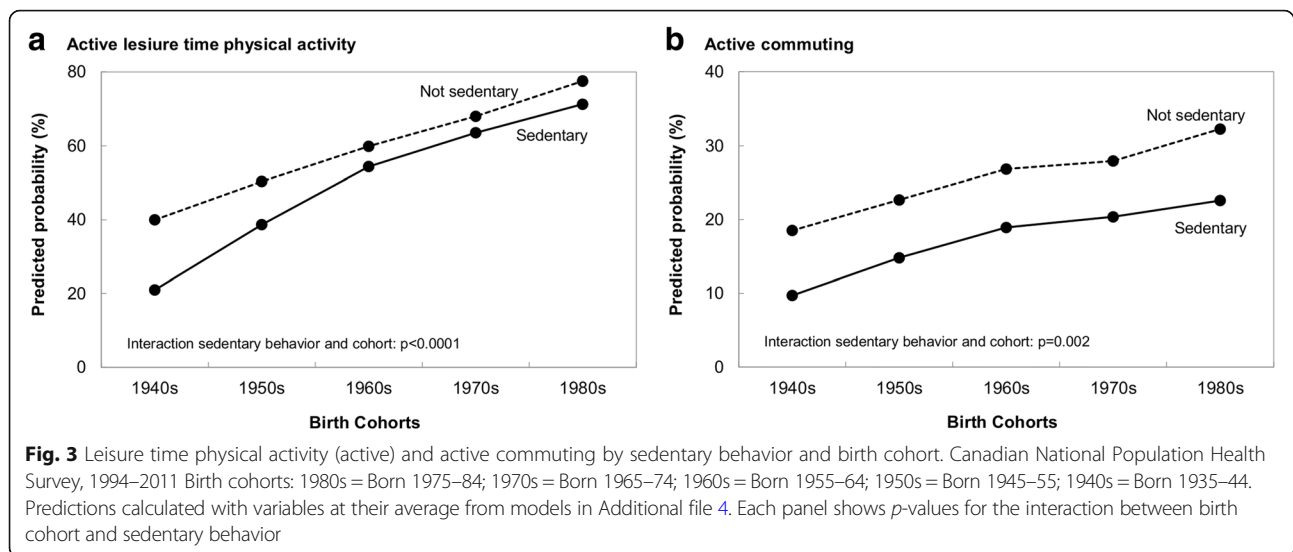 a Active lesiure time physical activity
80
60
40
20
0
Predicted probability (%)
Not sedentary
Sedentary
Interaction sedentary behavior and cohort: p<0.0001
1940s 1950s 1960s 1970s 1980s
Birth Cohorts
b Active commuting
40
30
20
10
0
Predicted probability (%)
Not sedentary
Sedentary
Interaction sedentary behavior and cohort: p=0.002
1940s 1950s 1960s 1970s 1980s
Birth Cohorts
Fig. 3 Leisure time physical activity (active) and active commuting by sedentary behavior and birth cohort. Canadian National Population Health
Survey, 1994–2011 Birth cohorts: 1980s = Born 1975–84; 1970s = Born 1965–74; 1960s = Born 1955–64; 1950s = Born 1945–55; 1940s = Born 1935–44.
Predictions calculated with variables at their average from models in Additional file 4. Each panel shows p-values for the interaction between birth
cohort and sedentary behavior